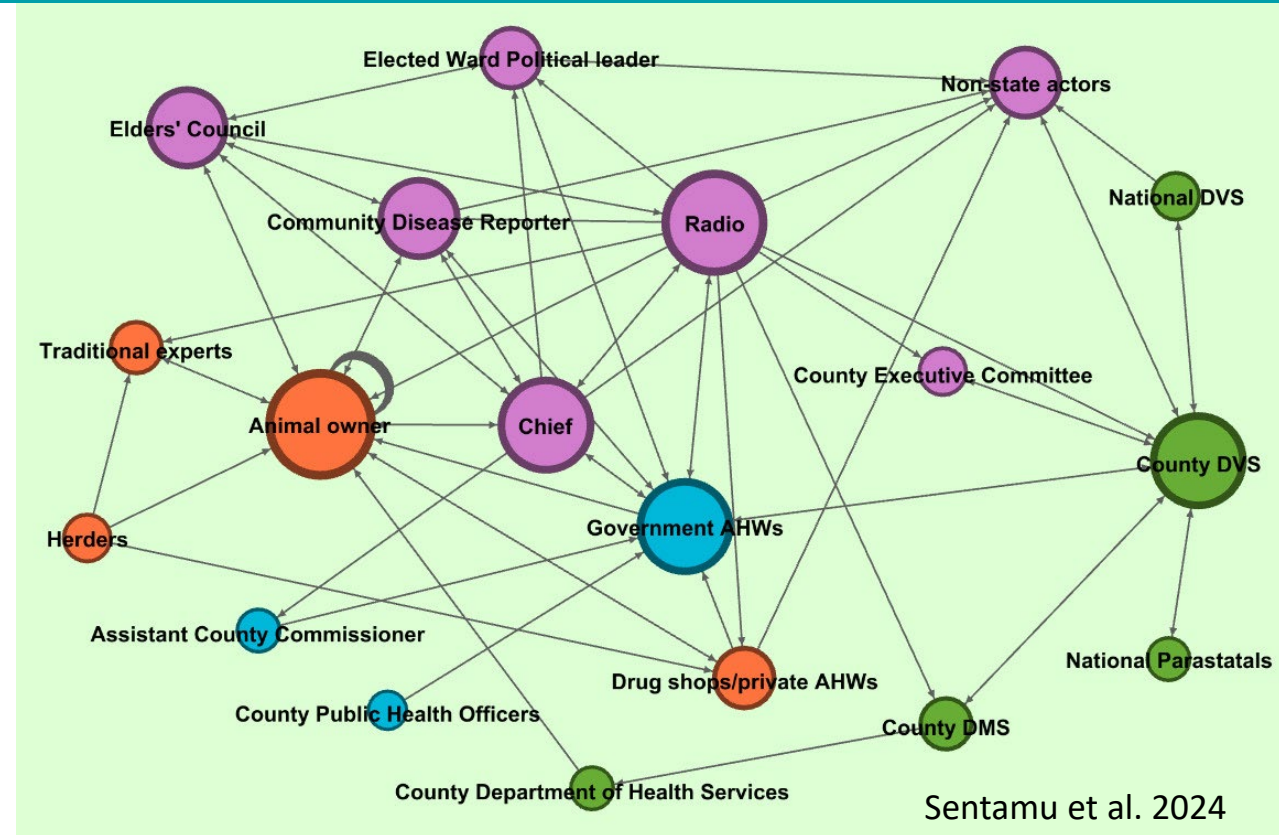 Elected Ward Political leader
Non-state actors
Elders' Council
National DVS
Community Disease Reporter
Radio
Traditional experts
County Executive Committee
Animal owner
Chief
County DVS
Government AHWs
Herders
Assistant County Commissioner
National Parastatals
Drug shops/private AHWs
County Public Health Officers
County DMS
County Department of Health Services
Sentamu et al. 2024